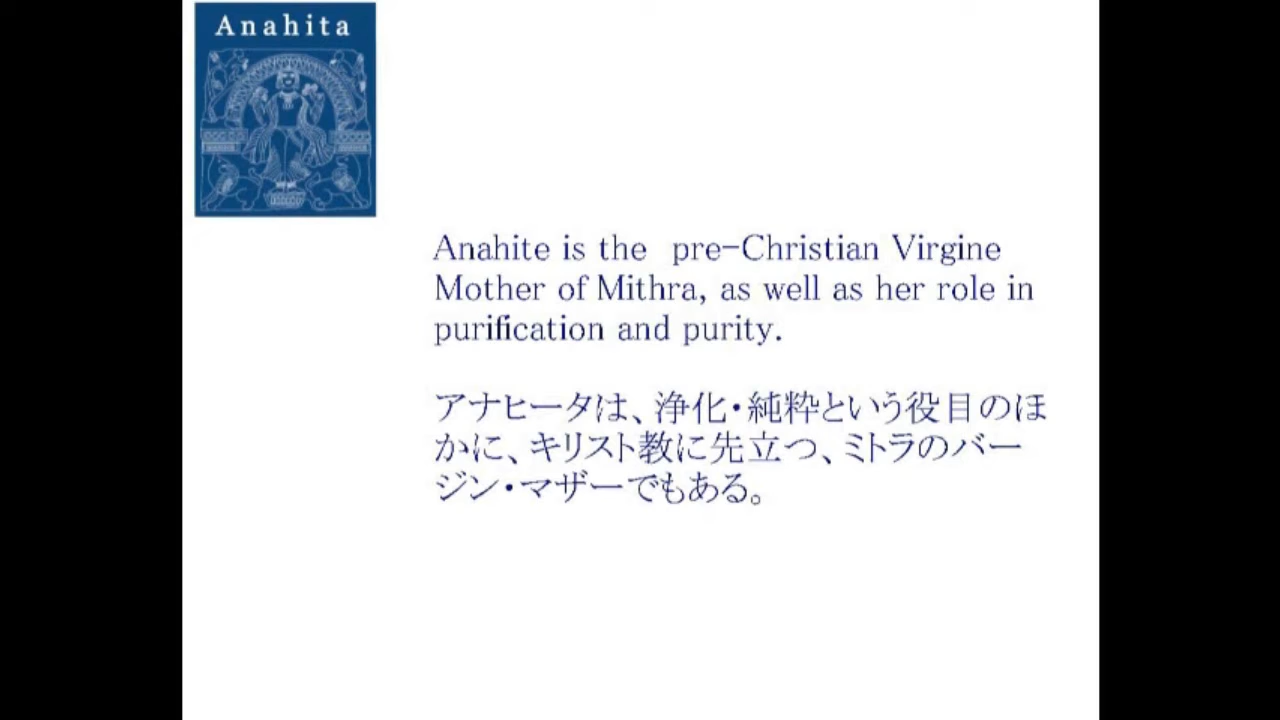 Anahita
Anahite is the pre-Christian Virgine
Mother of Mithra, as well as her role in
purification and purity.
アナヒータは、浄化・純粋という役目のほ
かに、キリスト教に先立つ、ミトラのバー
ジン・マザーでもある。